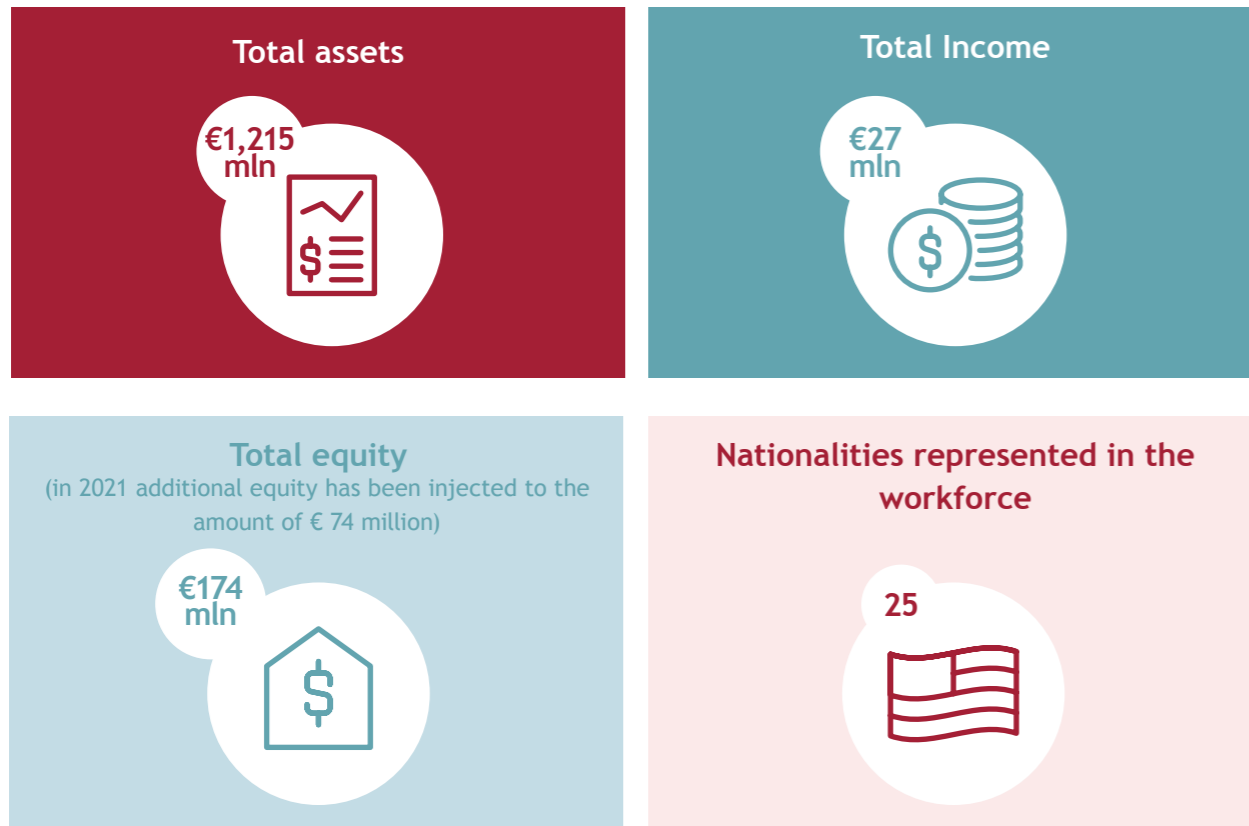 Total assets
€1,215
mln
$
Total Income
€27
mln
$
Total equity
(in 2021 additional equity has been injected to the
amount of € 74 million)
€174
mln
$
Nationalities represented in the
workforce
25